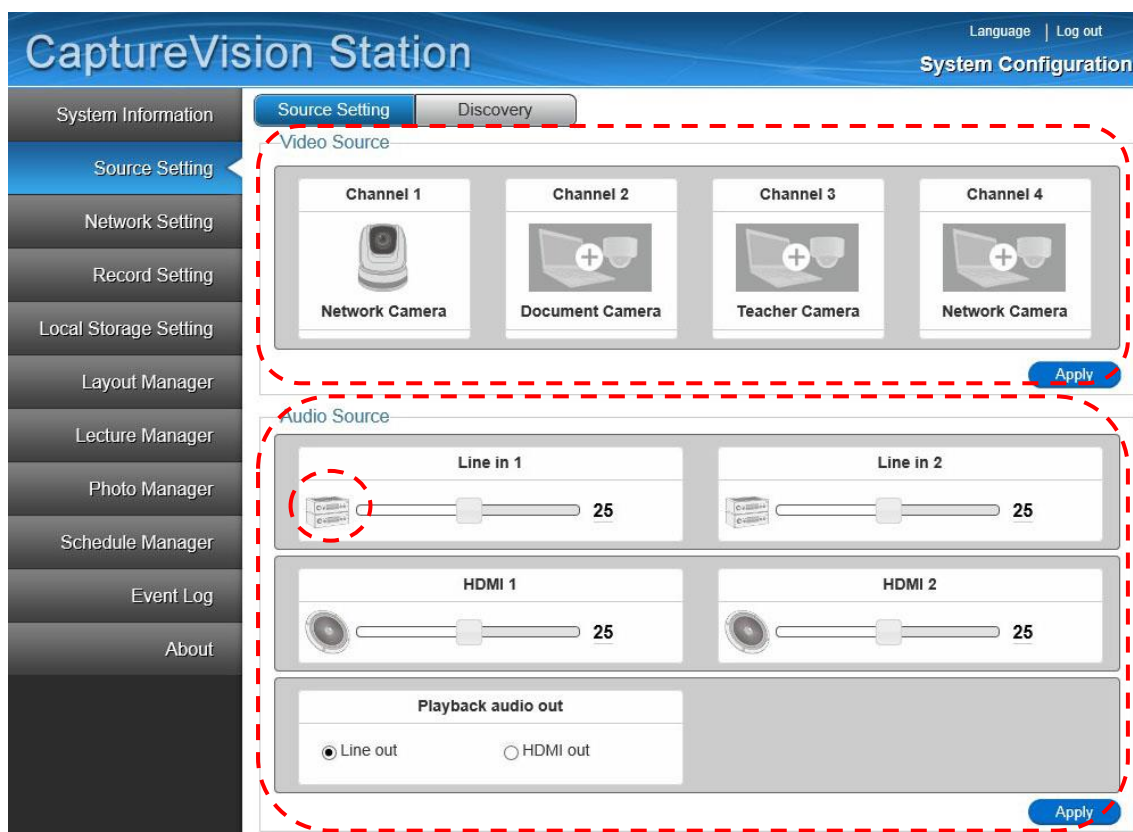 CaptureVision Station
Language | Log out
System Configuration
System Information
Source Setting
Network Setting
Record Setting
Local Storage Setting
Layout Manager
Lecture Manager
Photo Manager
Schedule Manager
Event Log
About
Source Setting
Discovery
Video Source
Channel 1
Channel 2
Channel 3
Channel 4
Network Camera
Document Camera
Teacher Camera
Network Camera
Apply
Audio Source
Line in 1
Line in 2
25
25
HDMI 1
HDMI 2
25
25
Playback audio out
Line out
HDMI out
Apply